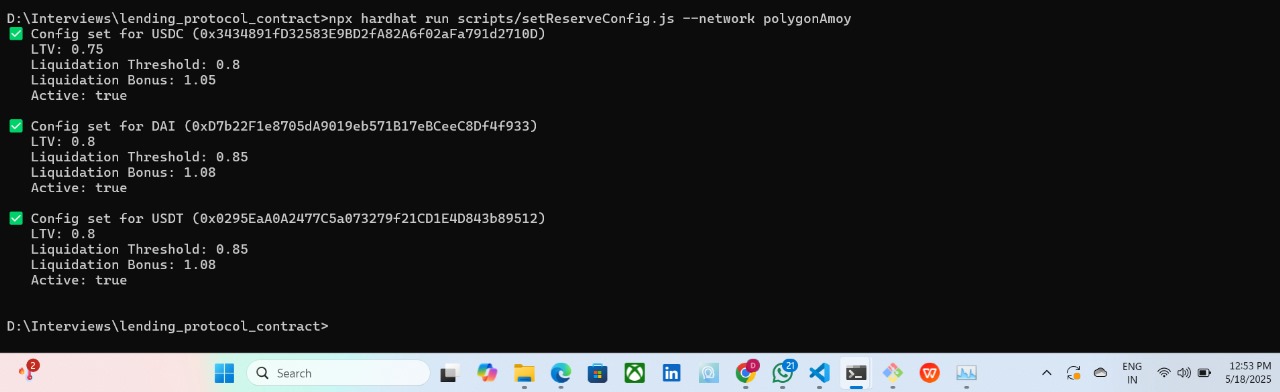 D:\Interviews\lending_protocol_contract>npx hardhat run scripts/setReserveConfig.js --network polygonAmoy
✅ Config set for USDC (0x3434891fD32583E9BD2fA82A6f02aFa791d2710D)
LTV: 0.75
Liquidation Threshold: 0.8
Liquidation Bonus: 1.05
Active: true
✅ Config set for DAI (0xD7b22F1e8705dA9019eb571B17eBCeeC8Df4f933)
LTV: 0.8
Liquidation Threshold: 0.85
Liquidation Bonus: 1.08
Active: true
✅ Config set for USDT (0x0295EaA0A2477C5a073279f21CD1E4D843b89512)
LTV: 0.8
Liquidation Threshold: 0.85
Liquidation Bonus: 1.08
Active: true
D:\Interviews\lending_protocol_contract>
2
Search
D
21
ENG
IN
12:53 PM
5/18/2025